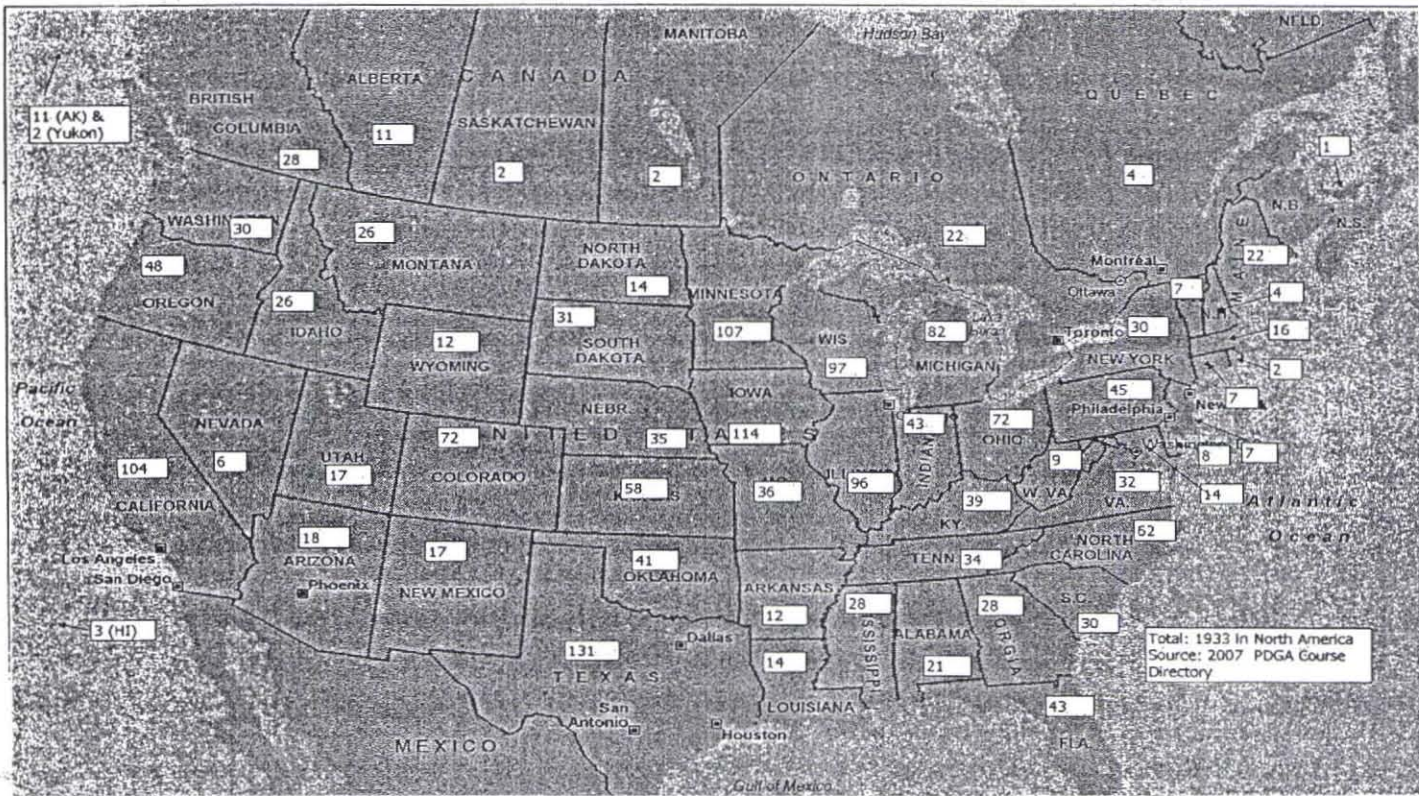 NFLD.
MANITOBA
Hudson Bay
ALBERTA
CANADA
QUEBEC
BRITISH
COLUMBIA
11 (AK) &
2 (Yukon)
SASKATCHEWAN
11
28
2
2
ONTARIO
4
1
N.B.
N.S.
WASHINGTON
30
26
MONTANA
NORTH
DAKOTA
14
22
MAINE
22
Montréal
Ottawa
7
48
OREGON
26
IDAHO
MINNESOTA
107
31
SOUTH
DAKOTA
12
WYOMING
WIS
97
82
MICHIGAN
Toronto
30
NEW YORK
N.H.
4
16
2
7
Pacific
Ocean
NEVADA
6
UTAH
17
72
COLORADO
UNITED STATES
NEBR.
35
IOWA
114
43
INDIAN
72
OHIO
45
Philadelphia
New
Washington
8
7
14
104
CALIFORNIA
58
36
96
39
KY.
9
W. VA.
32
VA.
Atlantic
Ocean
Los Angeles
San Diego
18
ARIZONA
Phoenix
17
NEW MEXICO
41
OKLAHOMA
ARKANSAS
12
TENN
34
62
NORTH
CAROLINA
S.C.
30
3 (HI)
131
TEXAS
Dallas
14
LOUISIANA
28
SISSIPPI
ALABAMA
21
28
ORGIA
Total: 1933 in North America
Source: 2007 PDGA Course
Directory
San
Antonio
Houston
43
FLA.
MEXICO
Gulf of Mexico